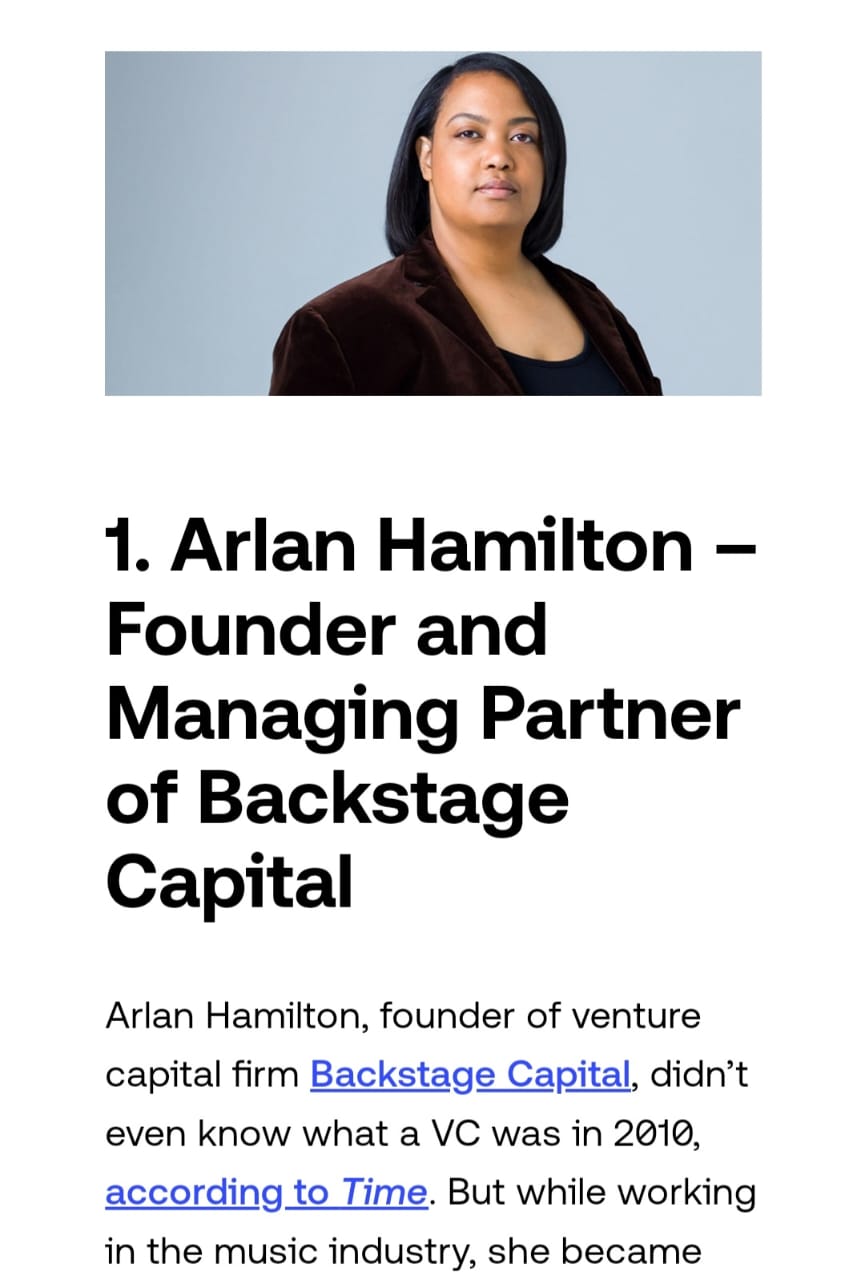 1. Arlan Hamilton –
Founder and
Managing Partner
of Backstage
Capital
Arlan Hamilton, founder of venture
capital firm Backstage Capital, didn’t
even know what a VC was in 2010,
according to Time. But while working
in the music industry, she became